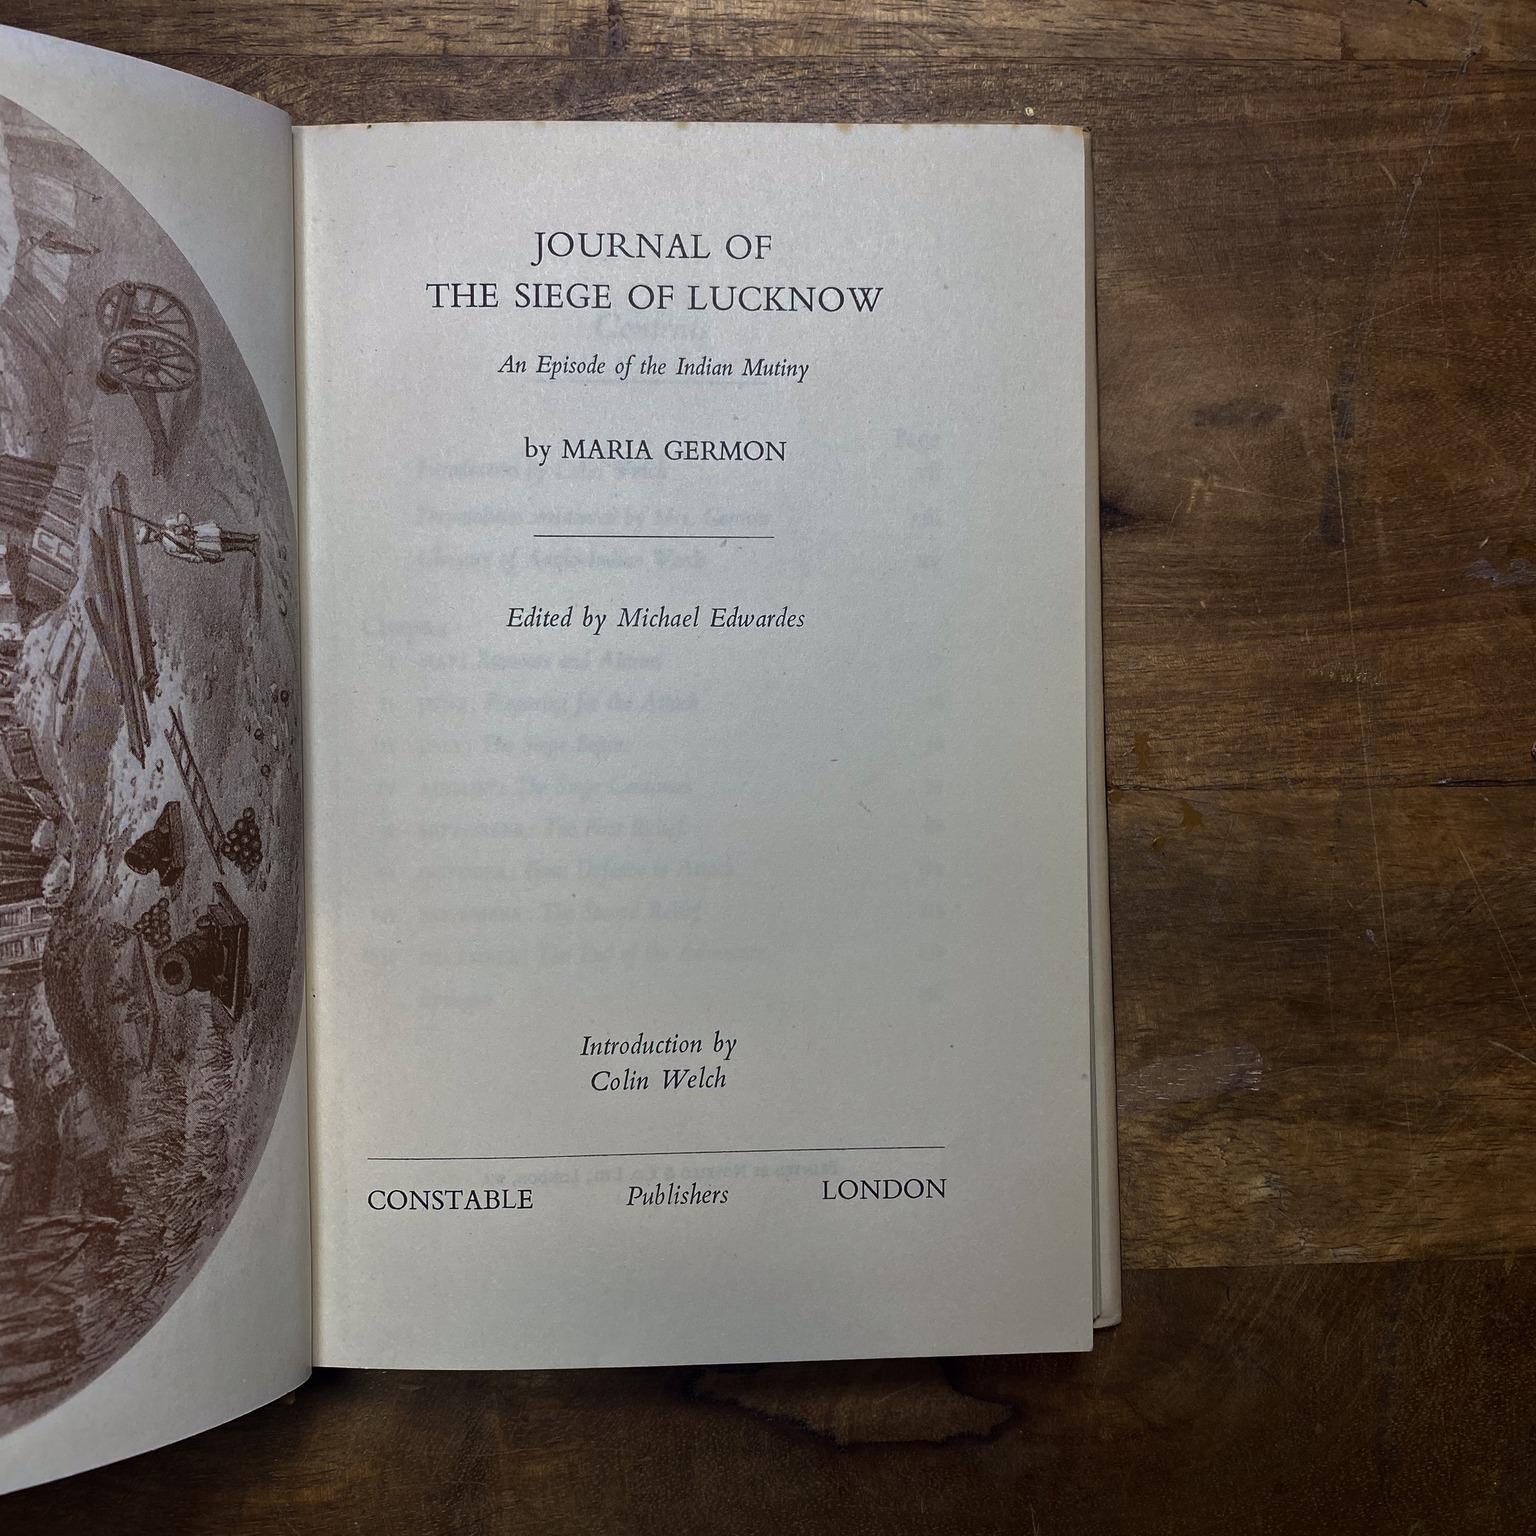 JOURNAL OF
THE SIEGE OF LUCKNOW
An Episode of the Indian Mutiny
by MARIA GERMON
Edited by Michael Edwardes
Introduction by
Colin Welch
CONSTABLE Publishers LONDON